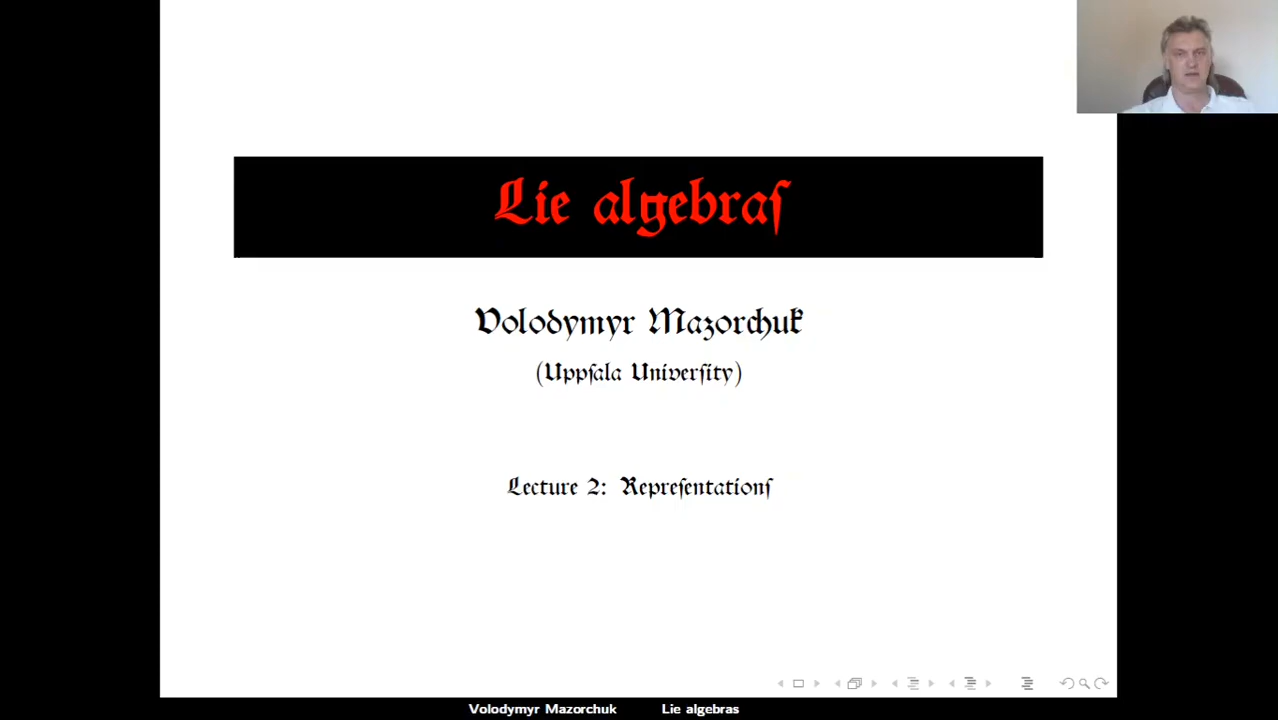 Lie algebras
Volodymyr Mazorchuk
(Uppsala University)
Lecture 2: Representations
Volodymyr Mazorchuk Lie algebras